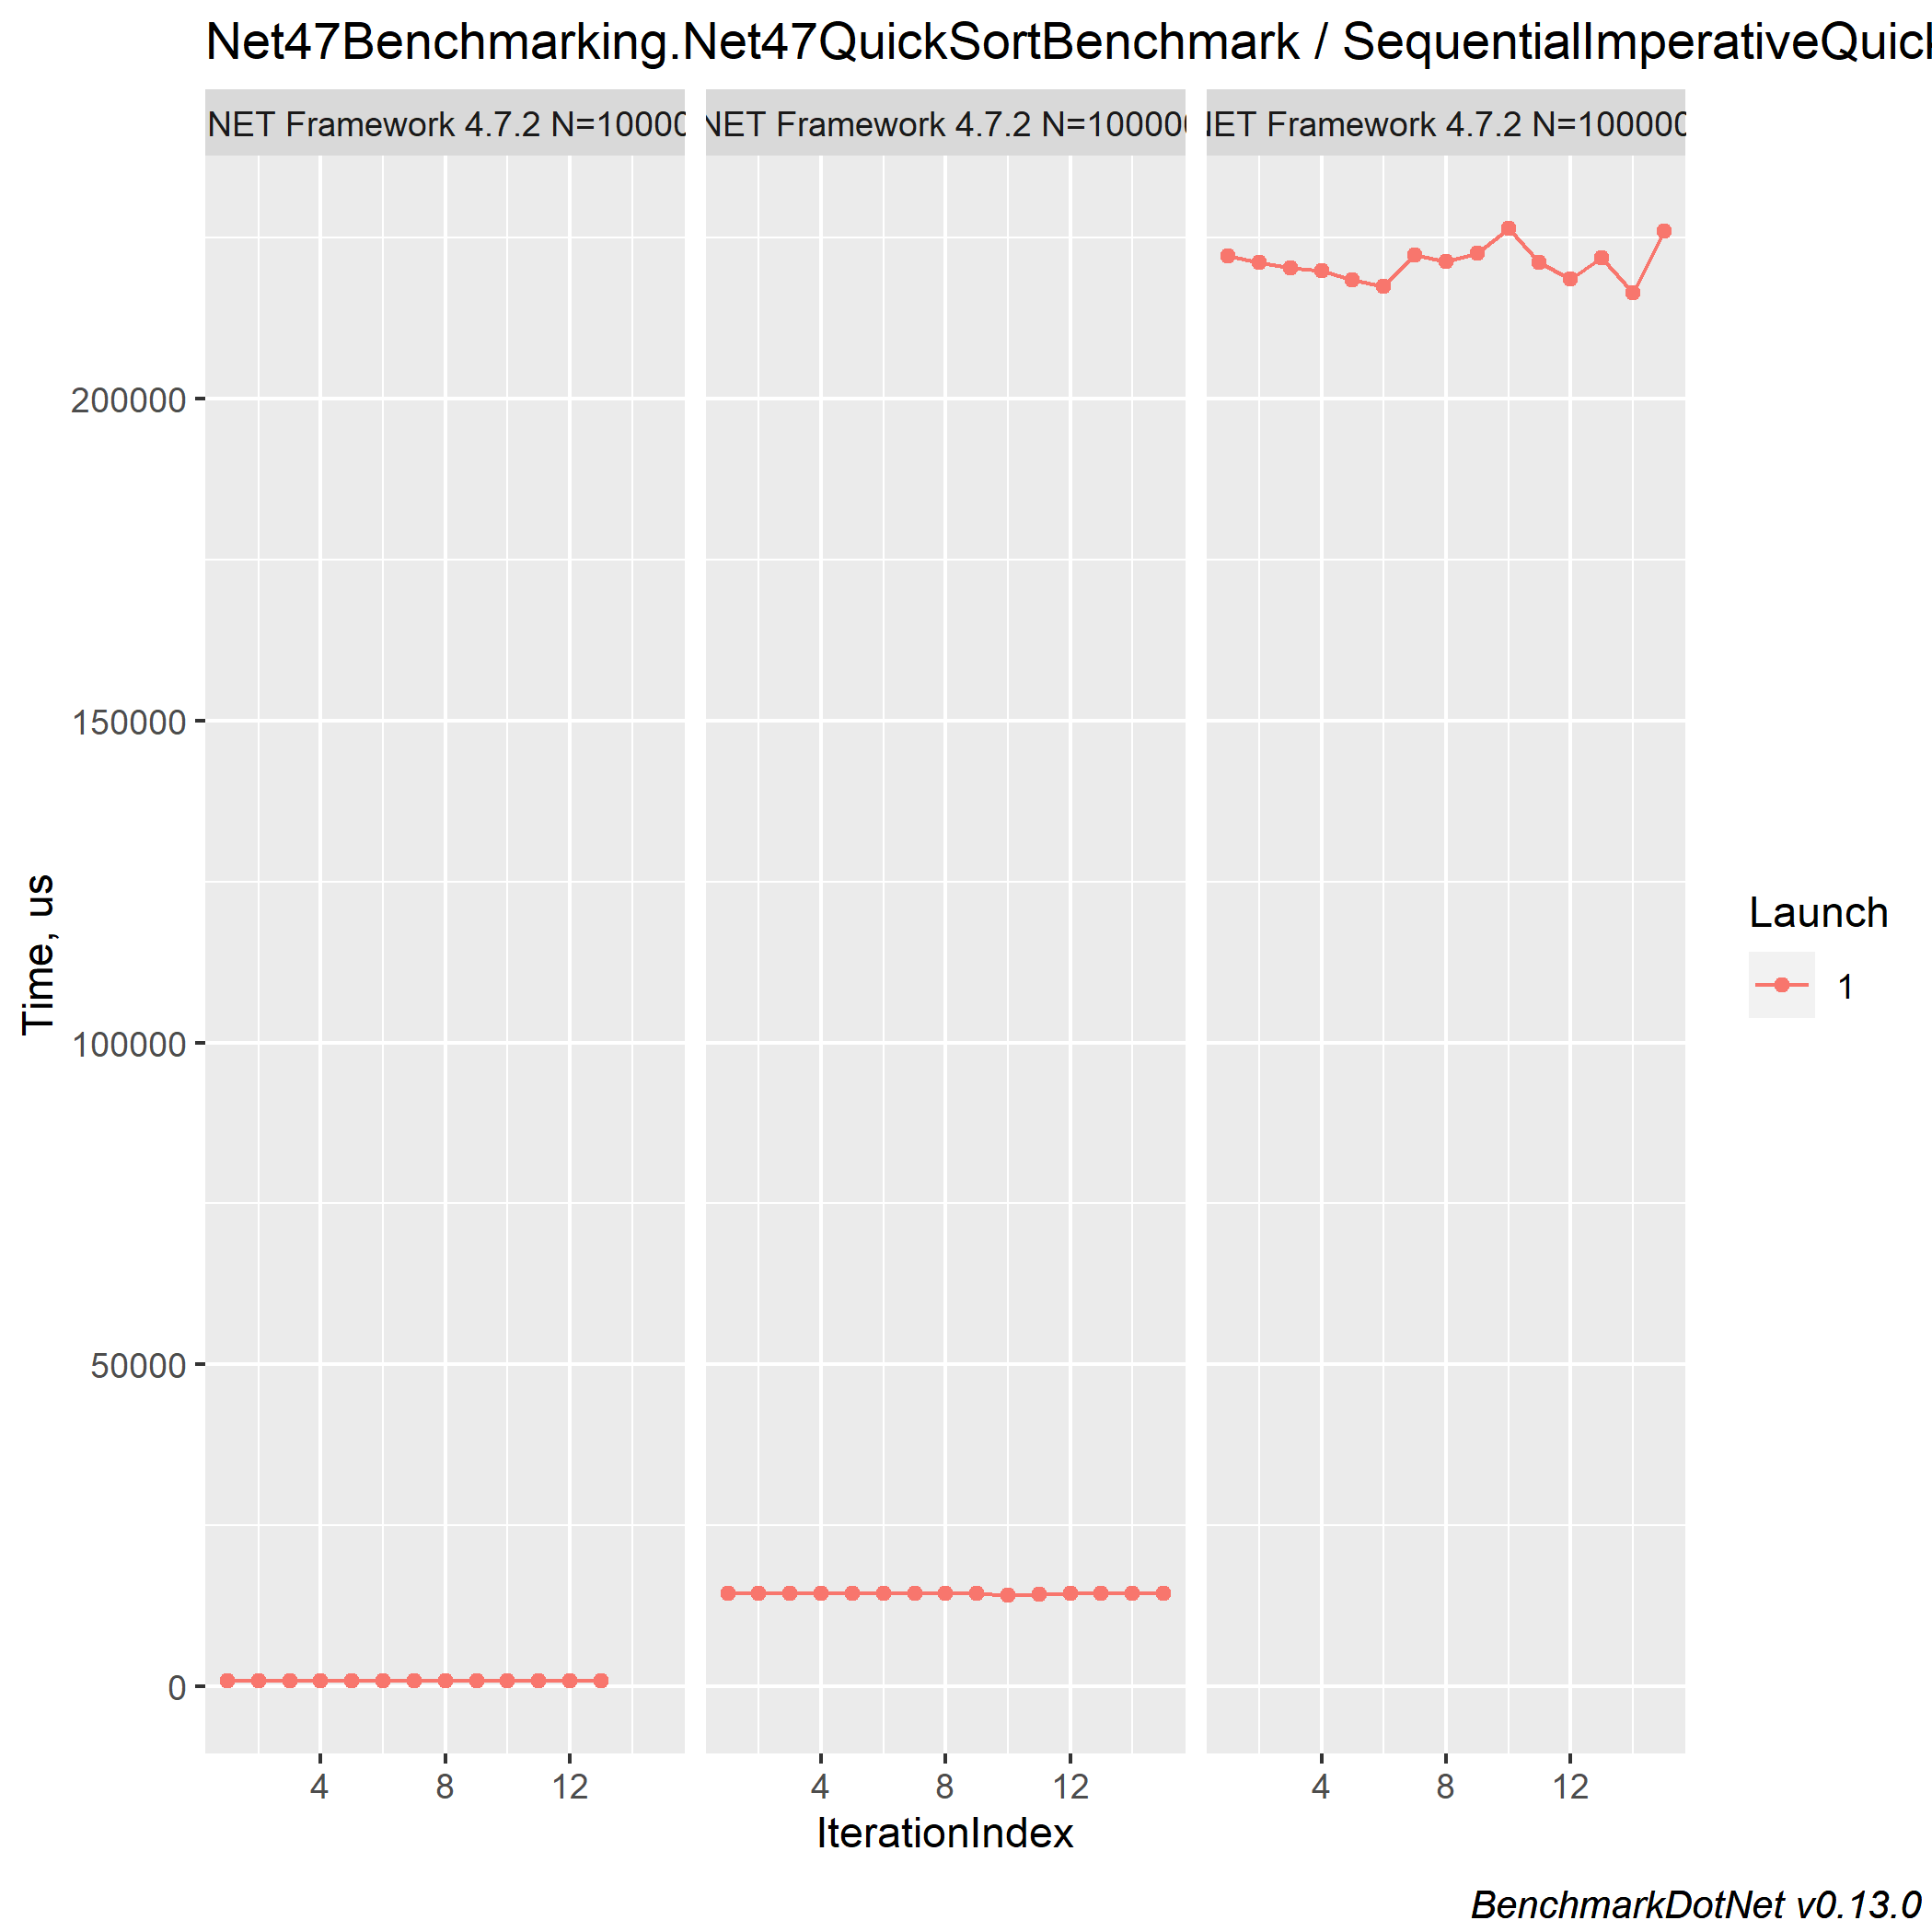 Net47Benchmarking.Net47QuickSortBenchmark / SequentialImperativeQuic
NET Framework 4.7.2 N=10000
NET Framework 4.7.2 N=10000
NET Framework 4.7.2 N=100000
200000
150000
100000
50000
0
Time, us
4 8 12
4 8 12
4 8 12
IterationIndex
Launch
1
BenchmarkDotNet v0.13.0